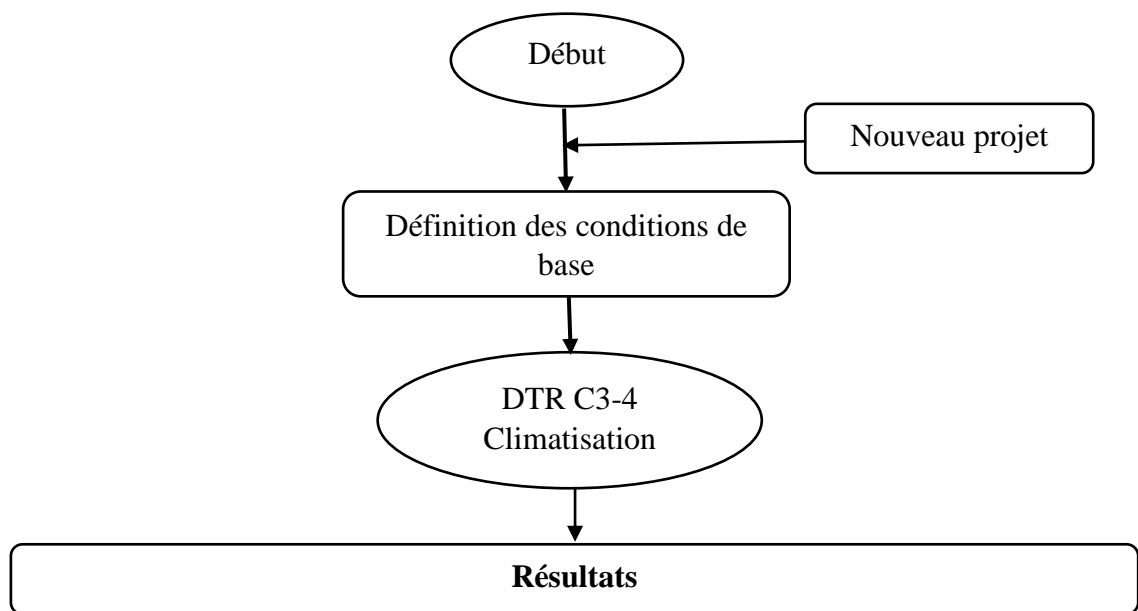 Début
Nouveau projet
Définition des conditions de
base
DTR C3-4
Climatisation
Résultats